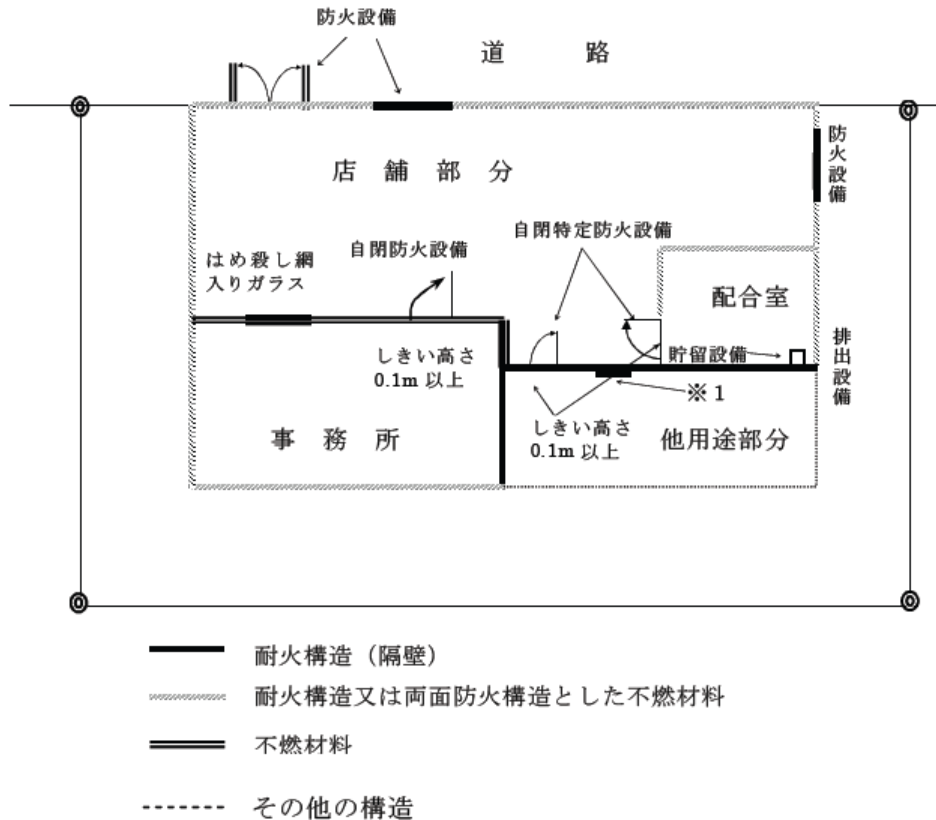 防火設備
道 路
防火設備
店 舗 部 分
自閉特定防火設備
自閉防火設備
はめ殺し網
入りガラス
配合室
排出設備
しきい高さ
0.1m 以上
貯留設備
※1
しきい高さ
0.1m 以上
事 務 所
他用途部分
耐火構造（隔壁）
耐火構造又は両面防火構造とした不燃材料
不燃材料
その他の構造